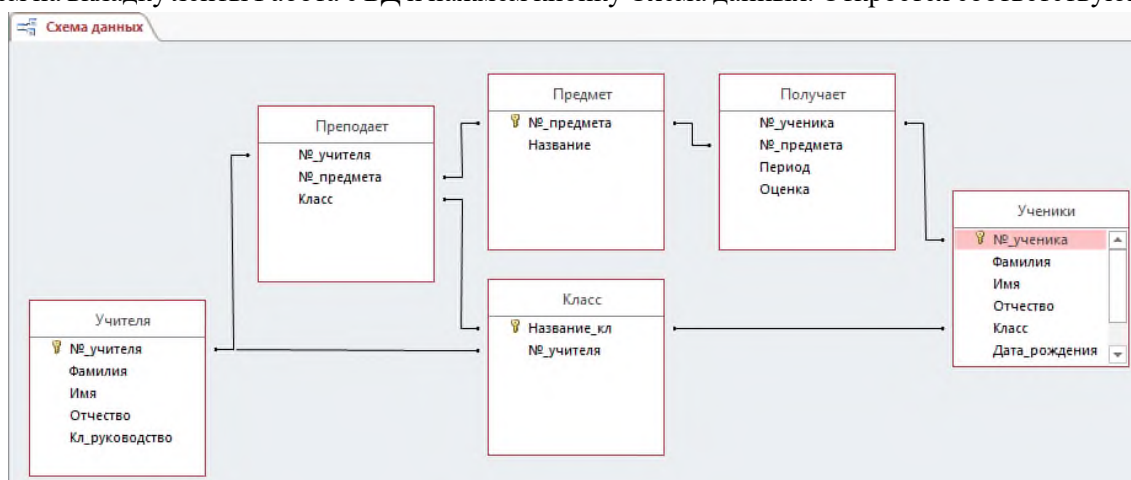 Схема данных
Предмет
№_предмета
Название
Получает
№_ученика
№_предмета
Период
Оценка
Преподает
№_учителя
№_предмета
Класс
Ученики
№_ученика
Фамилия
Имя
Отчество
Класс
Дата_рождения
Класс
Название_кл
№_учителя
Учителя
№_учителя
Фамилия
Имя
Отчество
Кл_руководство